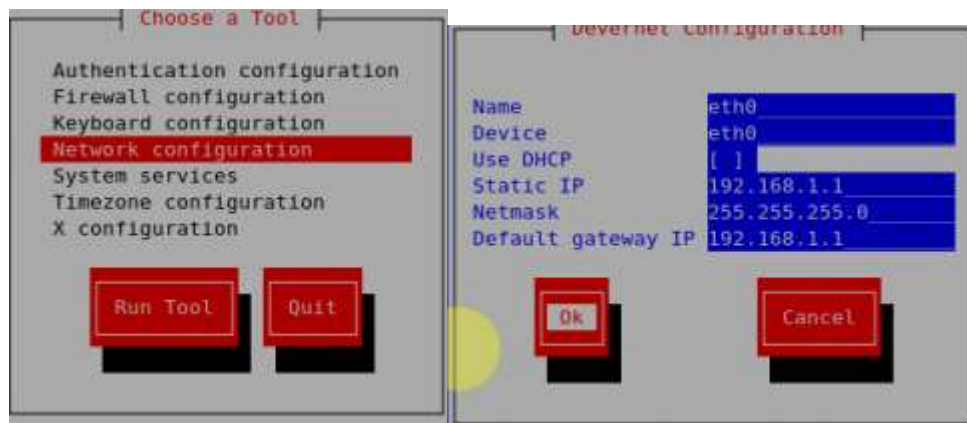 Choose a Tool
Authentication configuration
Firewall configuration
Keyboard configuration
Network configuration
System services
Timezone configuration
X configuration
Run Tool
Quit
Devernet Configuration
Name eth0
Device eth0
Use DHCP [ ]
Static IP 192.168.1.1
Netmask 255.255.255.0
Default gateway IP 192.168.1.1
Ok
Cancel